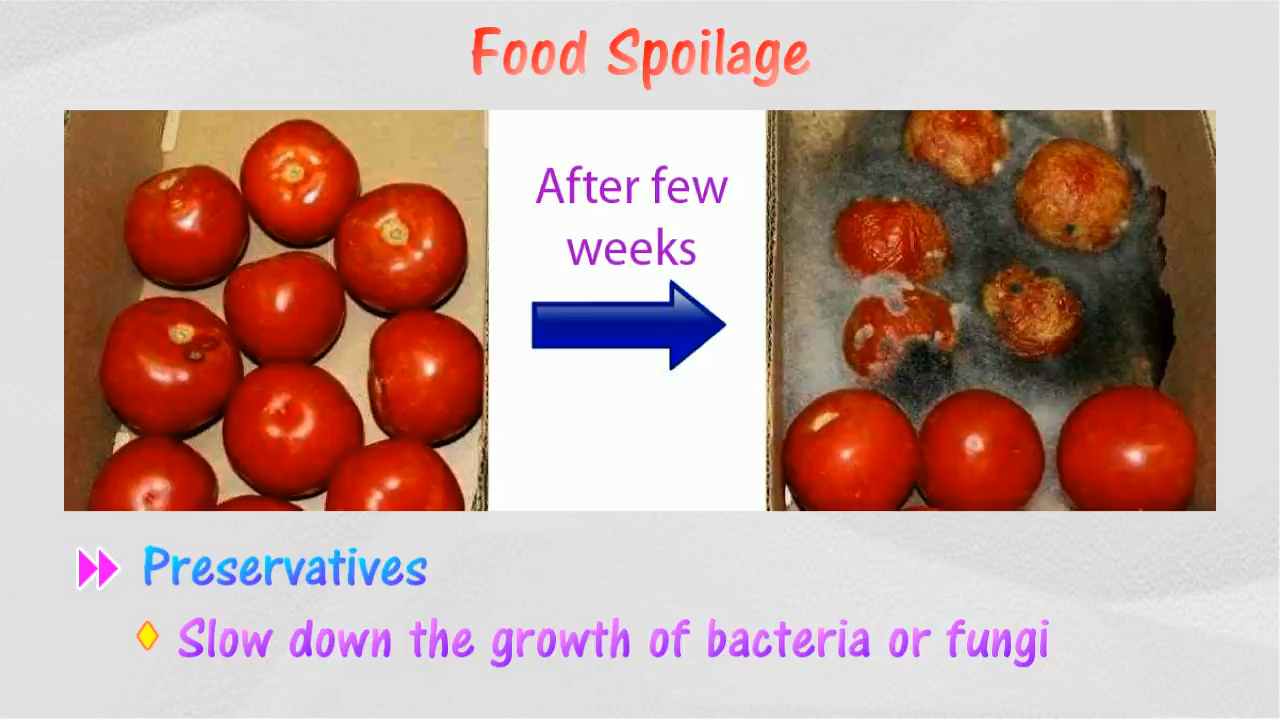 Food Spoilage
After few
weeks
Preservatives
Slow down the growth of bacteria or fungi